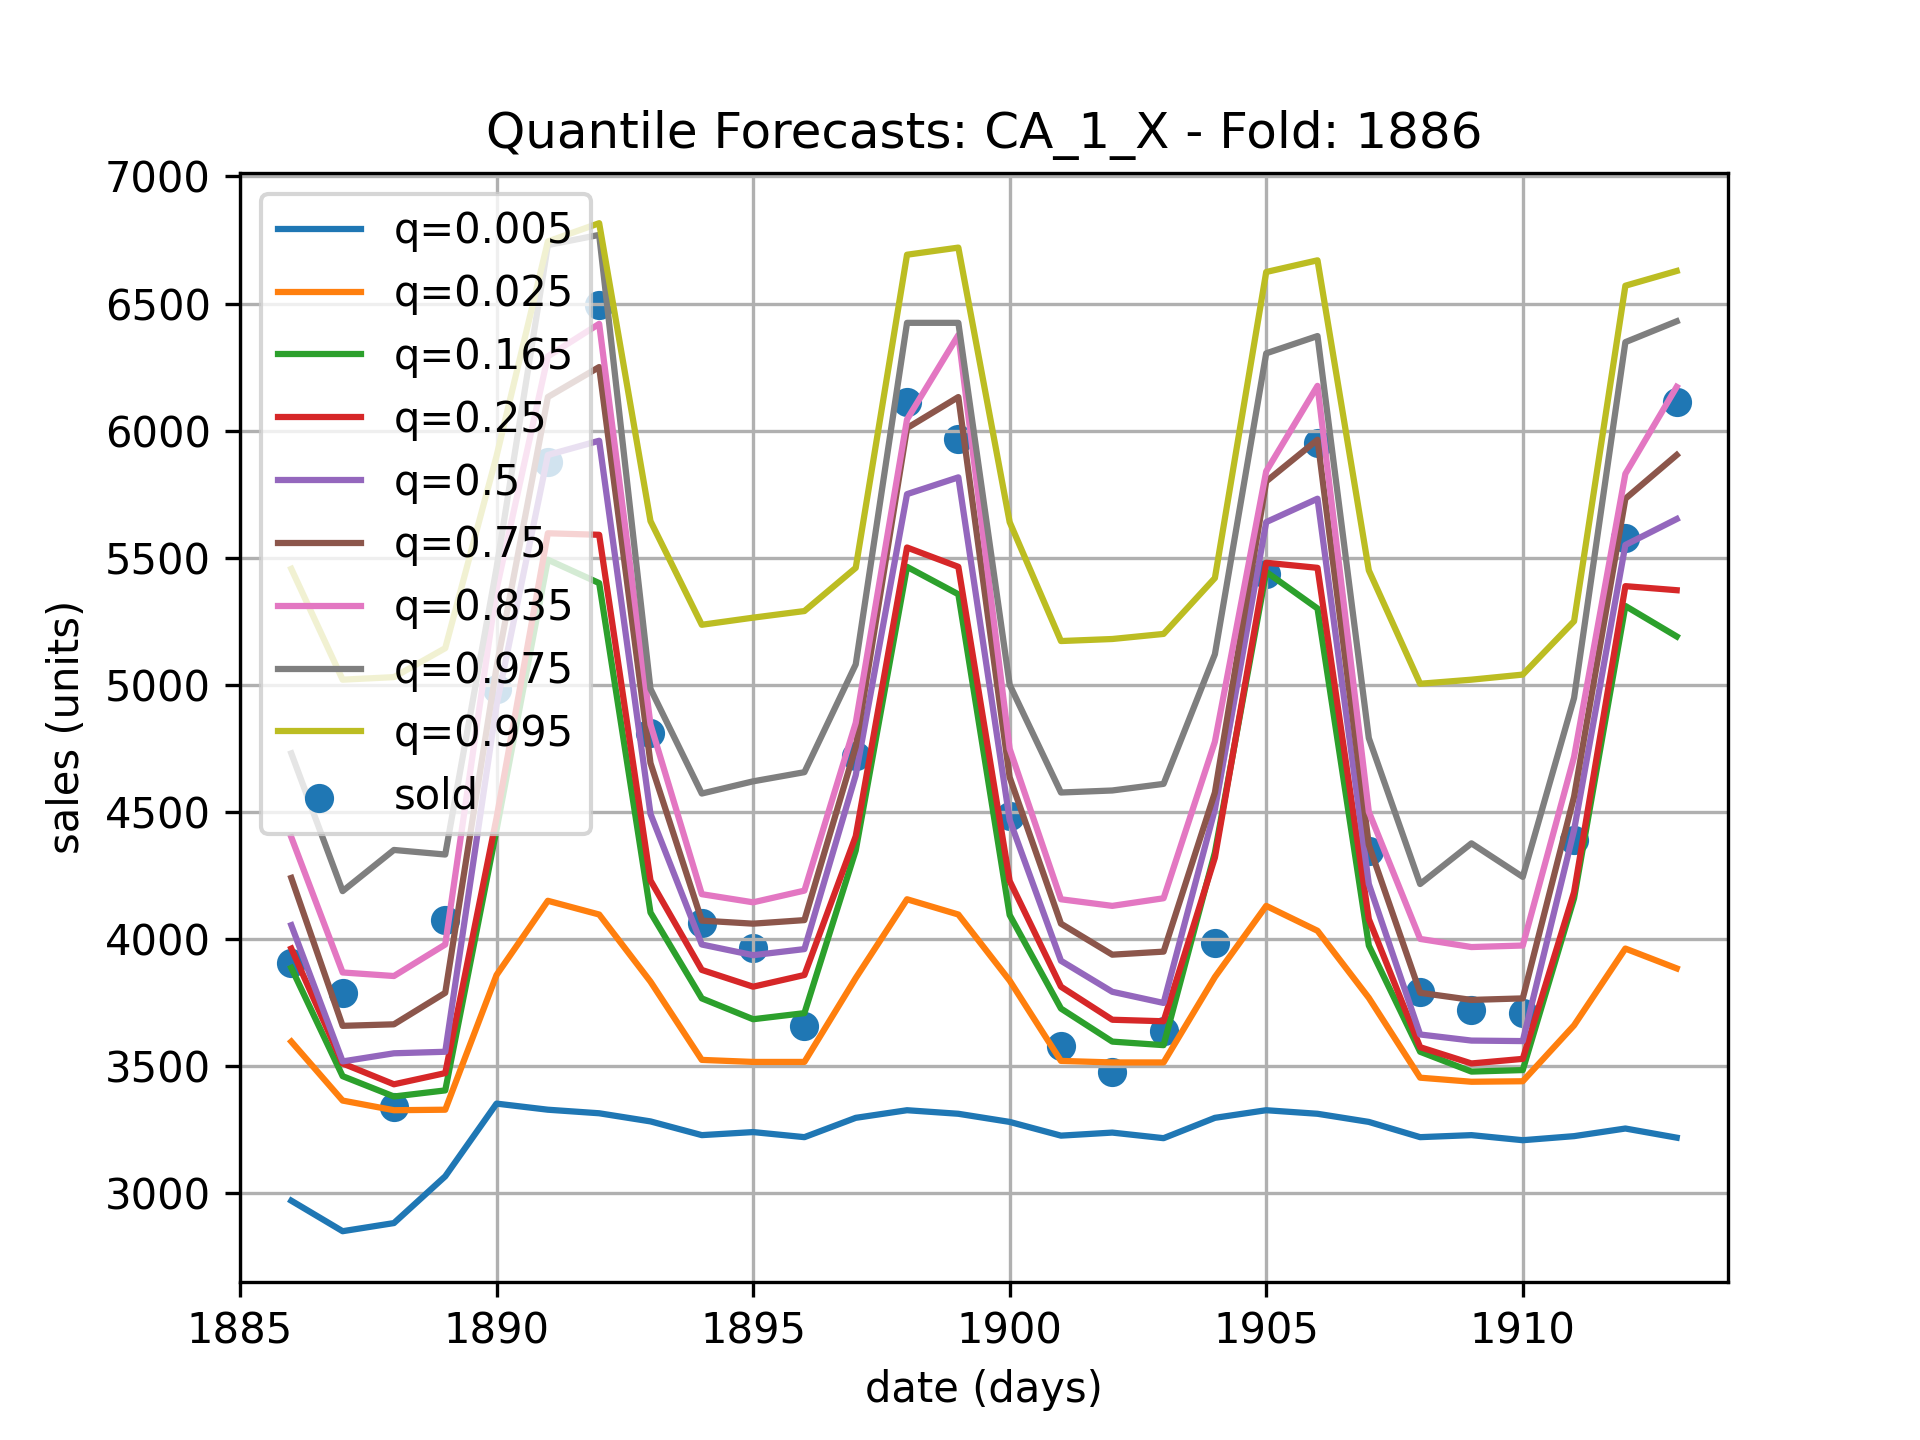 Quantile Forecasts: CA_1_X - Fold: 1886
7000
6500
6000
5500
5000
4500
4000
3500
3000
sales (units)
q=0.005
q=0.025
q=0.165
q=0.25
q=0.5
q=0.75
q=0.835
q=0.975
q=0.995
sold
1885 1890 1895 1900 1905 1910
date (days)